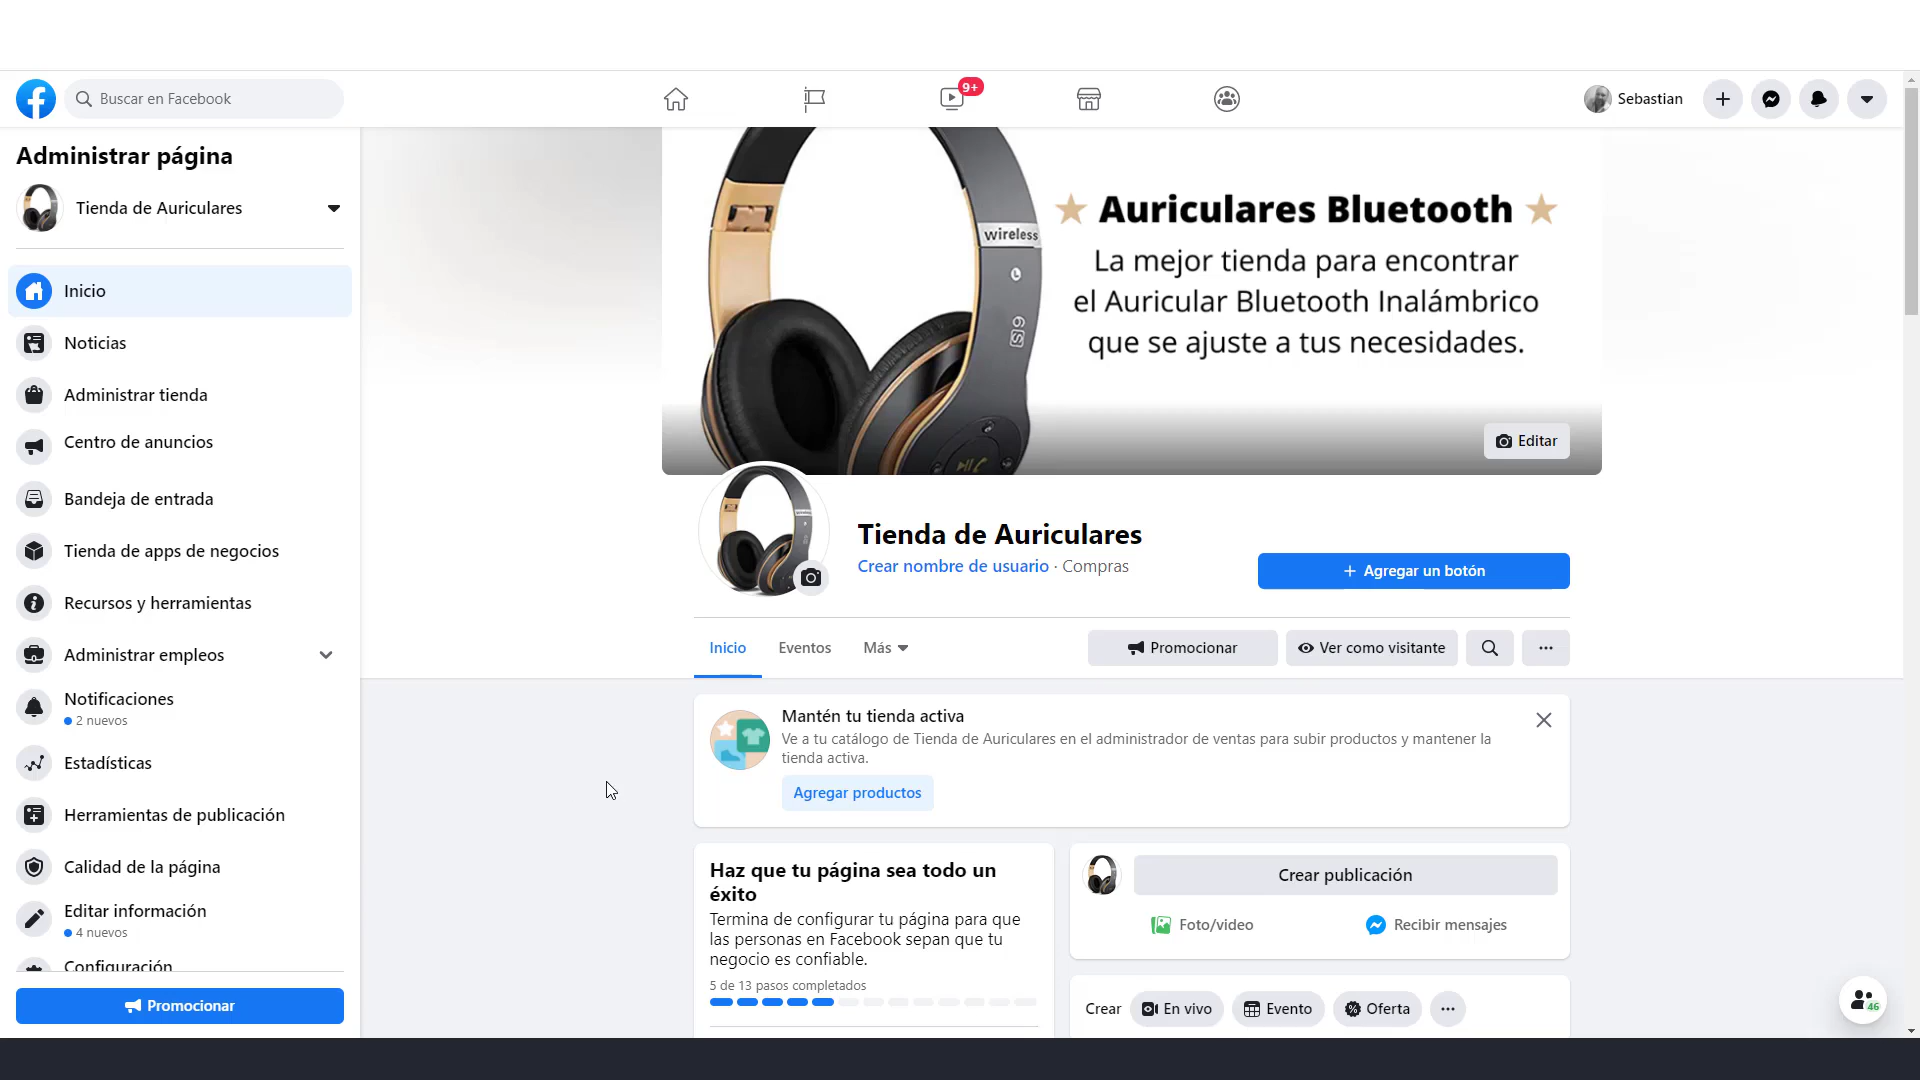 Buscar en Facebook
9+
Sebastian
Administrar página
Tienda de Auriculares
Inicio
Noticias
Administrar tienda
Centro de anuncios
Bandeja de entrada
Tienda de apps de negocios
Recursos y herramientas
Administrar empleos
Notificaciones
2 nuevos
Estadísticas
Herramientas de publicación
Calidad de la página
Editar información
4 nuevos
Configuración
Promocionar
wireless
L
6S
Auriculares Bluetooth
La mejor tienda para encontrar
el Auricular Bluetooth Inalámbrico
que se ajuste a tus necesidades.
Editar
Tienda de Auriculares
Crear nombre de usuario · Compras
+ Agregar un botón
Inicio Eventos Más
Promocionar
Ver como visitante
Mantén tu tienda activa
Ve a tu catálogo de Tienda de Auriculares en el administrador de ventas para subir productos y mantener la
tienda activa.
Agregar productos
Haz que tu página sea todo un
éxito
Termina de configurar tu página para que
las personas en Facebook sepan que tu
negocio es confiable.
5 de 13 pasos completados
Crear publicación
Foto/video
Recibir mensajes
Crear En vivo Evento Oferta
46